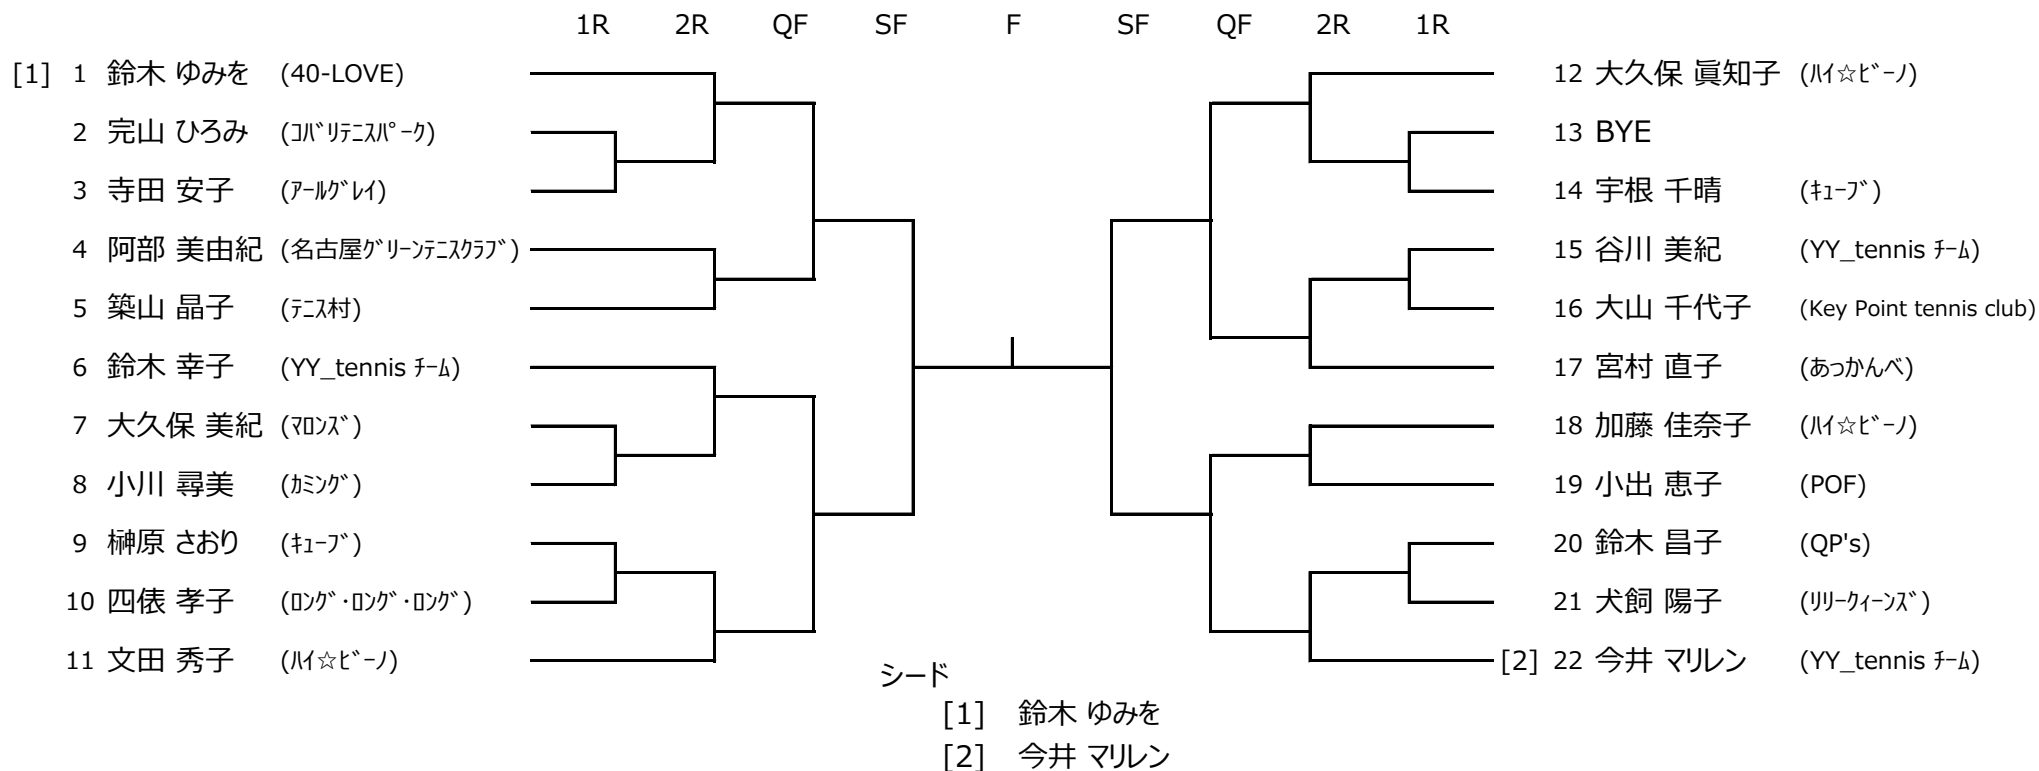 1R 2R QF SF F SF QF 2R 1R
[1] 1 鈴木 ゆみを (40-LOVE)
2 完山 ひろみ (ｺﾊﾞﾘﾃﾆｽﾊﾟｰｸ)
3 寺田 安子 (ｱｰﾙｸﾞﾚｲ)
4 阿部 美由紀 (名古屋ｸﾞﾘｰﾝﾃﾆｽｸﾗﾌﾞ)
5 築山 晶子 (ﾃﾆｽ村)
6 鈴木 幸子 (YY_tennis ﾁｰﾑ)
7 大久保 美紀 (ﾏﾛﾝｽﾞ)
8 小川 尋美 (ｶﾐﾝｸﾞ)
9 榊原 さおり (ｷｭｰﾌﾞ)
10 四俵 孝子 (ﾛﾝｸﾞ･ﾛﾝｸﾞ･ﾛﾝｸﾞ)
11 文田 秀子 (ﾊｲ☆ﾋﾞｰﾉ)
12 大久保 眞知子 (ﾊｲ☆ﾋﾞｰﾉ)
13 BYE
14 宇根 千晴 (ｷｭｰﾌﾞ)
15 谷川 美紀 (YY_tennis ﾁｰﾑ)
16 大山 千代子 (Key Point tennis club)
17 宮村 直子 (あっかんべ)
18 加藤 佳奈子 (ﾊｲ☆ﾋﾞｰﾉ)
19 小出 恵子 (POF)
20 鈴木 昌子 (QP's)
21 犬飼 陽子 (ﾘﾘｰｸｨｰﾝｽﾞ)
[2] 22 今井 マリレン (YY_tennis ﾁｰﾑ)
シード
[1] 鈴木 ゆみを
[2] 今井 マリレン